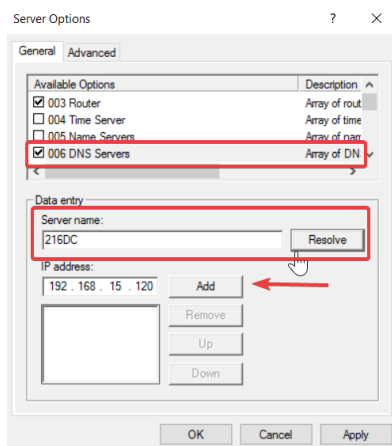 Server Options ? ×
General Advanced
Available Options Description
003 Router Array of rout
004 Time Server Array of time
005 Name Servers Array of nam
006 DNS Servers Array of DN
Data entry
Server name:
216DC Resolve
IP address:
192 . 168 . 15 . 120 Add
Remove
Up
Down
OK Cancel Apply